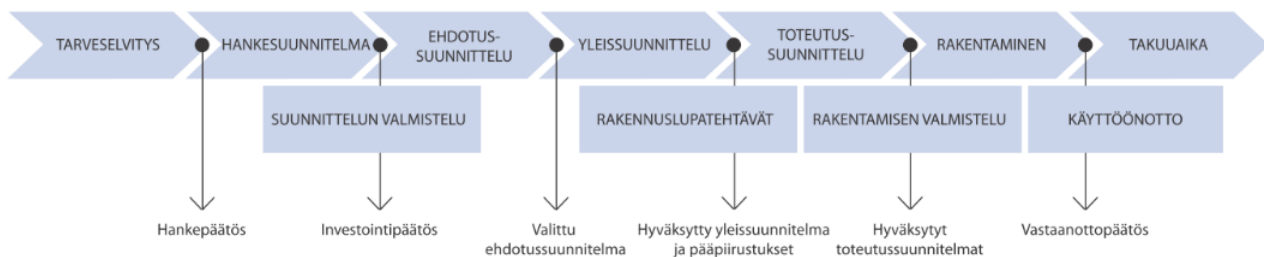 TARVESELVITYS
HANKESUUNNITELMA
EHDOTUS-
SUUNNITTELU
YLEISSUUNNITTELU
TOTEUTUS-
SUUNNITTELU
RAKENTAMINEN
TAKUUAIKA
SUUNNITTELUN VALMISTELU
RAKENNUSLUPATEHTÄVÄT
RAKENTAMISEN VALMISTELU
KÄYTTÖÖNOTTO
Hankepäätös
Investointipäätös
Valittu
ehdotussuunnitelma
Hyväksytty yleissuunnitelma
ja pääpiirustukset
Hyväksytyt
toteutussuunnitelmat
Vastaanottopäätös